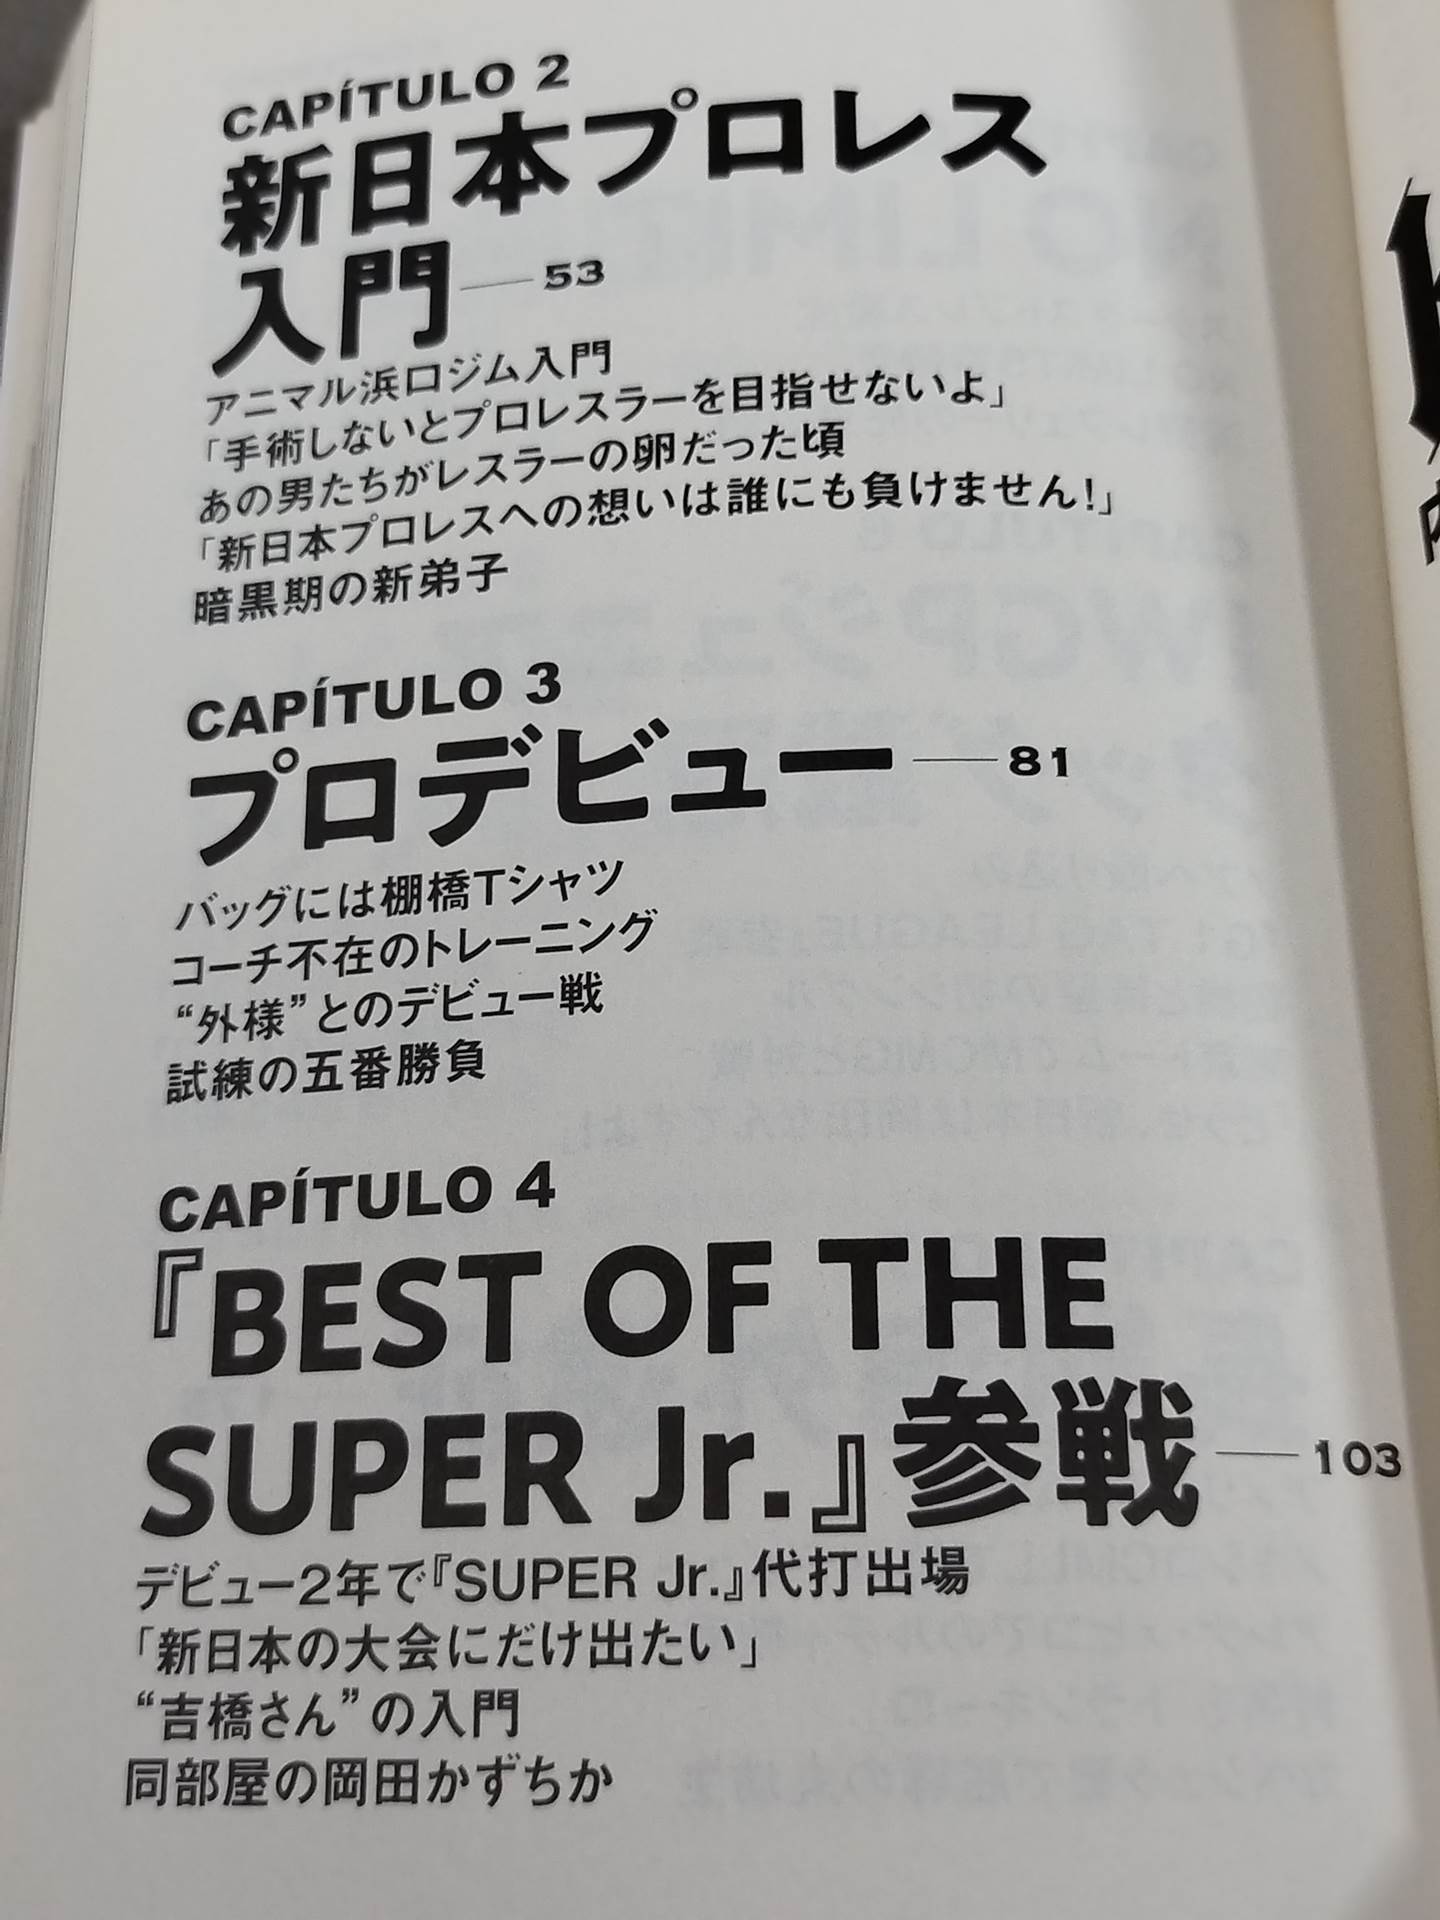 CAPÍTULO 2
新日本プロレス
入門 53
アニマル浜口ジム入門
「手術しないとプロレスラーを目指せないよ」
あの男たちがレスラーの卵だった頃
「新日本プロレスへの想いは誰にも負けません!」
暗黒期の新弟子
CAPÍTULO 3
プロデビュー 81
バッグには棚橋Tシャツ
コーチ不在のトレーニング
“外様”とのデビュー戦
試練の五番勝負
CAPÍTULO 4
『BEST OF THE
SUPER Jr.』参戦 103
デビュー2年で『SUPER Jr.』代打出場
「新日本の大会にだけ出たい」
“吉橋さん”の入門
同部屋の岡田かずちか